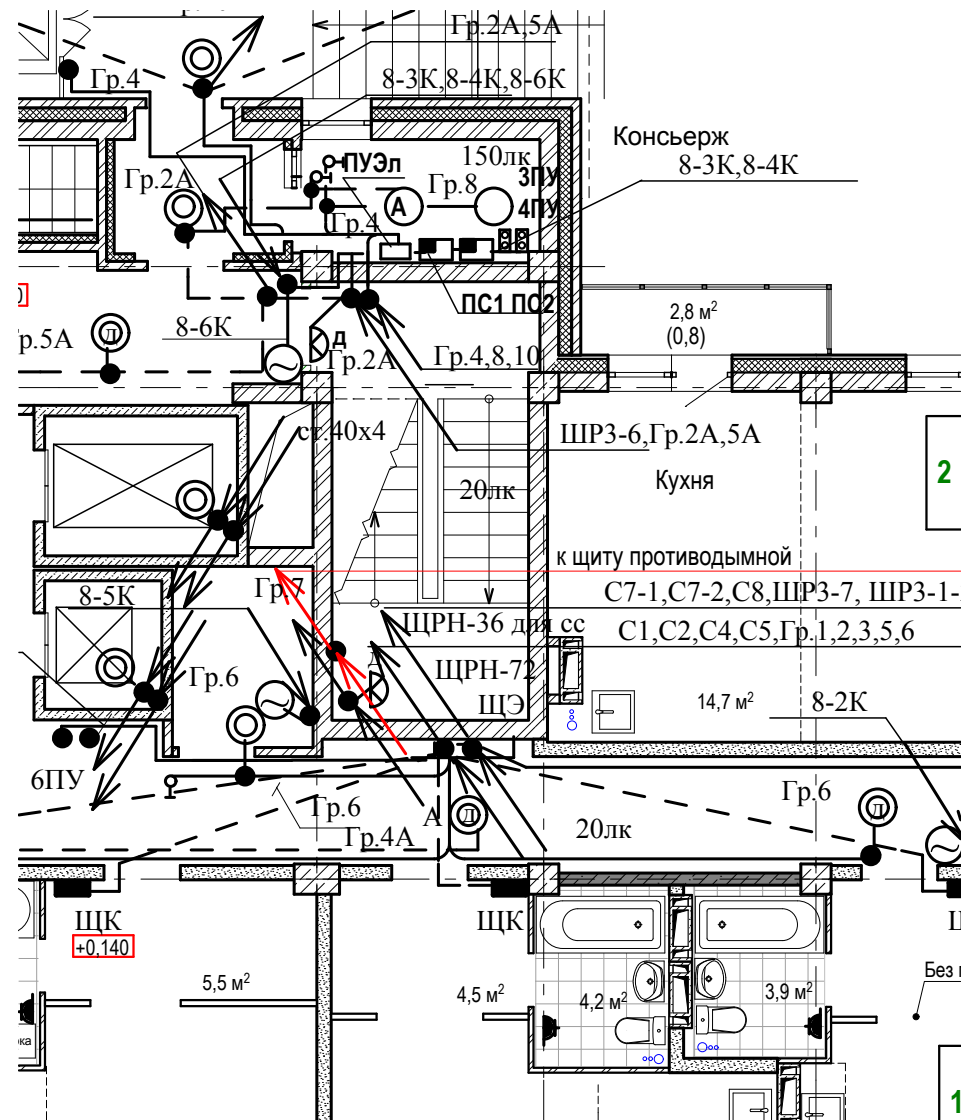 Гр.2А,5А
Гр.4
8-3К,8-4К,8-6К
Консьерж
8-3К,8-4К
ПУЭл
150лк
3ПУ
Гр.2А
Гр.8
А
4ПУ
Гр.4
ПС1 ПС2
2,8 м²
(0,8)
р.5А
Д
8-6К
Д
Гр.2А
Гр.4,8,10
ст.40х4
ШР3-6,Гр.2А,5А
Кухня
2
20лк
к щиту противодымной
8-5К
Гр.7
С7-1,С7-2,С8,ШР3-7, ШР3-1-
ЩРН-36 для сс
С1,С2,С4,С5,Гр.1,2,3,5,6
ЩРН-72
Гр.6
ЩЭ
14,7 м²
8-2К
6ПУ
Гр.6
Гр.6
Гр.4А
А
Д
20лк
Д
ЩК
ЩК
+0,140
5,5 м²
4,5 м²
4,2 м²
3,9 м²
Без
1